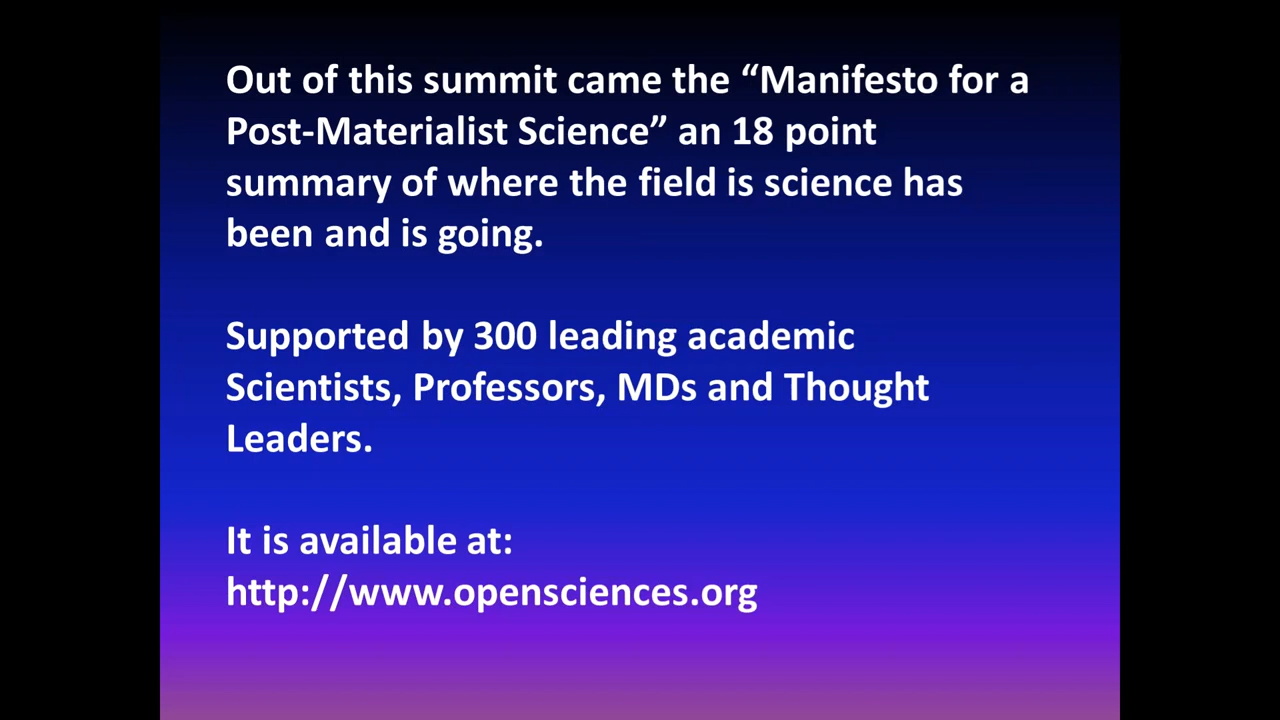 Out of this summit came the “Manifesto for a
Post-Materialist Science” an 18 point
summary of where the field is science has
been and is going.
Supported by 300 leading academic
Scientists, Professors, MDs and Thought
Leaders.
It is available at:
http://www.opensciences.org